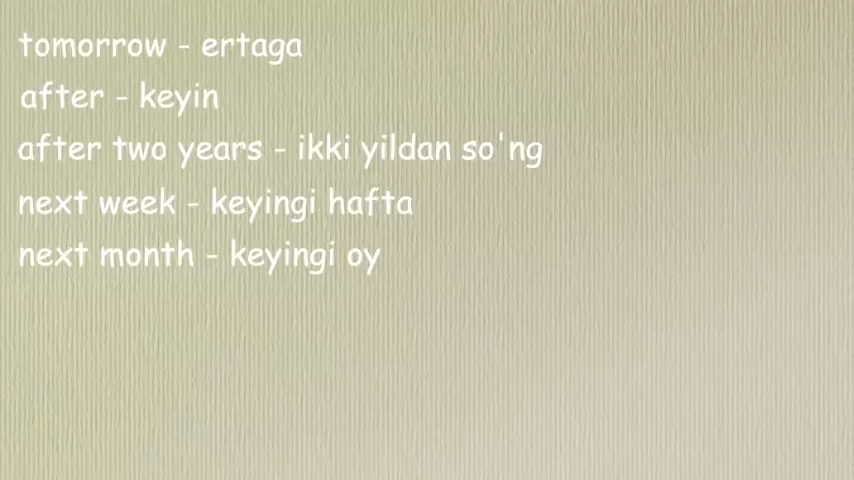 tomorrow - ertaga
after - keyin
after two years - ikki yildan so'ng
next week - keyingi hafta
next month - keyingi oy